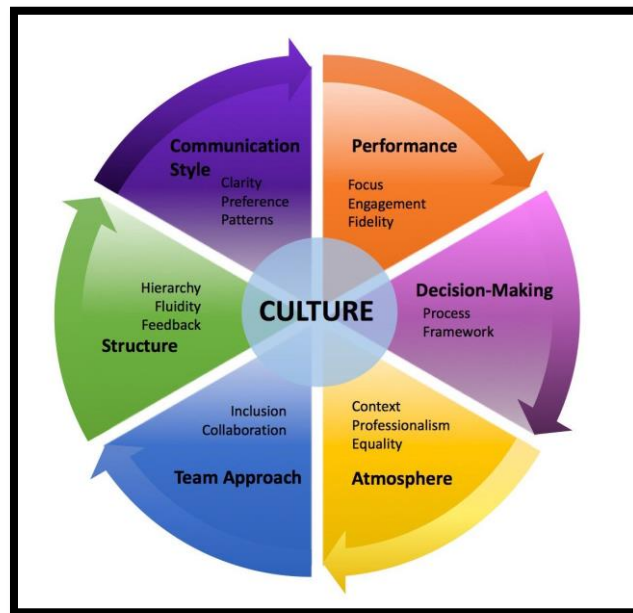 Communication
Style
Clarity
Preference
Patterns
Performance
Focus
Engagement
Fidelity
Decision-Making
Process
Framework
Context
Professionalism
Equality
Atmosphere
Inclusion
Collaboration
Team Approach
Hierarchy
Fluidity
Feedback
Structure
CULTURE